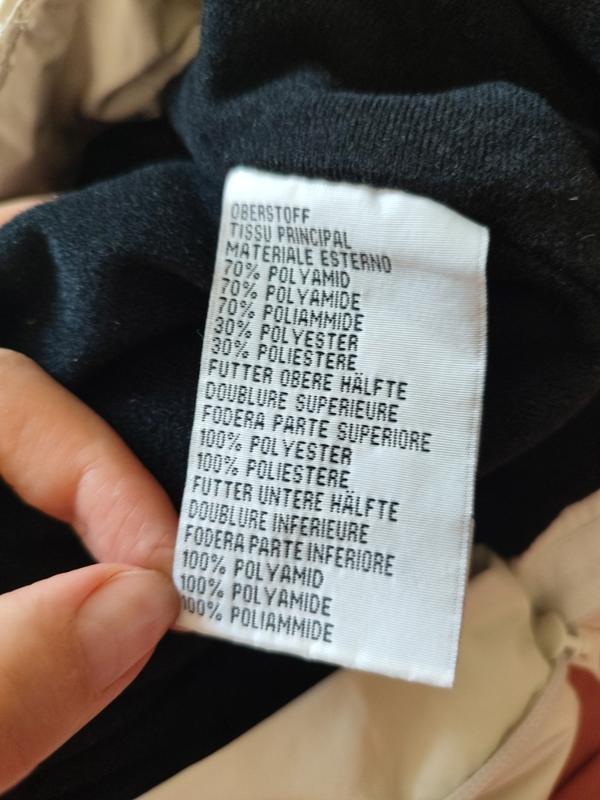 OBERSTOFF
TISSU PRINCIPAL
MATERIALE ESTERNO
70% POLYAMID
70% POLYAMIDE
70% POLIAMMIDE
30% POLYESTER
30% POLIESTERE
FUTTER OBERE HÄLFTE
DOUBLURE SUPERIEURE
FODERA PARTE SUPERIORE
100% POLYESTER
100% POLIESTERE
FUTTER UNTERE HÄLFTE
DOUBLURE INFERIEURE
FODERA PARTE INFERIORE
100% POLYAMID
100% POLYAMIDE
100% POLIAMMIDE